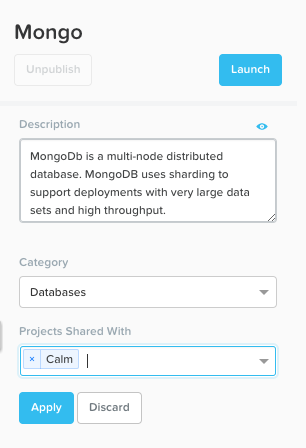 Mongo
Unpublish
Launch
Description
MongoDb is a multi-node distributed
database. MongoDB uses sharding to
support deployments with very large data
sets and high throughput.
Category
Databases
Projects Shared With
× Calm
Apply
Discard